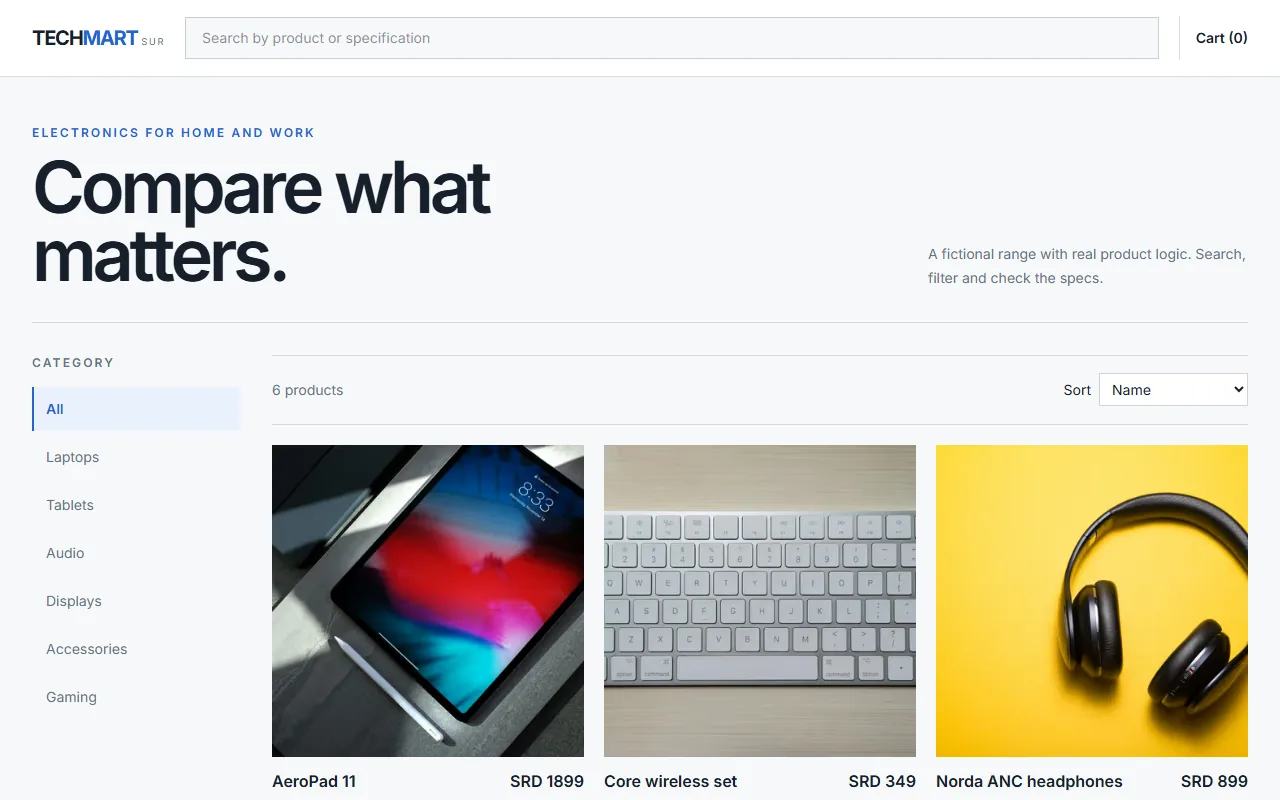 TECHMART SUR
Search by product or specification
Cart (0)
ELECTRONICS FOR HOME AND WORK
Compare what
matters.
A fictional range with real product logic. Search,
filter and check the specs.
CATEGORY
All
Laptops
Tablets
Audio
Displays
Accessories
Gaming
6 products
Sort
Name
8:33
AeroPad 11
SRD 1899
Core wireless set
SRD 349
Norda ANC headphones
SRD 899